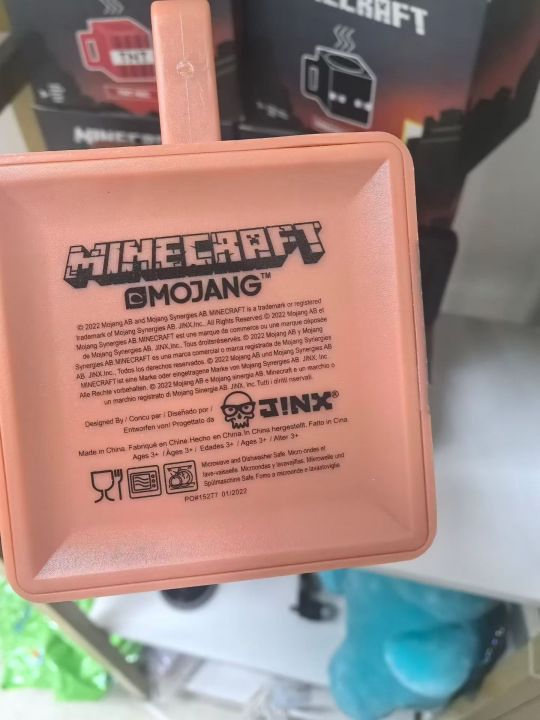 MINECRAFT
TNT
MINECRAFT
MINECRAFT
MOJANG™
© 2022 Mojang AB and Mojang Synergies AB. MINECRAFT is a trademark or registered
trademark of Mojang Synergies AB. JINX,Inc., All Rights Reserved.© 2022 Mojang AB et
Mojang Synergies AB. MINECRAFT est une marque de commerce ou une marque déposée
de Mojang Synergies AB. JINX,Inc., Tous droitsréservés. © 2022 Mojang AB y Mojang
Synergies AB. MINECRAFT es una marca comercial o marca registrada de Mojang Synergies
AB. JINX,Inc., Todos los derechos reservados. © 2022 Mojang AB und Mojang Synergies AB.
MINECRAFT ist eine Marke oder eingetragene Marke von Mojang Synergies AB. JINX, Inc.
Alle Rechte vorbehalten. © 2022 Mojang AB e Mojang sinergia AB. Minecraft e un marchio o
un marchio registrato di Mojang Sinergie AB. JINX, Inc. Tutti i diritti riservati.
Designed By / Concu par / Diseñado por /
Entworfen von/ Progettato da
J!NX®
Made in China. Fabriqué en Chine.Hecho en China.In China hergestellt. Fatto in Cina.
Ages 3+ / Âges 3+ / Edades 3+ / Ages 3+ / Alter 3+
Microwave and Dishwasher Safe. Micro-ondes et
lave-vaisselle. Microondas y lavavajillas. Mikrowelle und
Spülmaschine Safe. Forno a microonde e lavastoviglie
PO#15277 01/2022